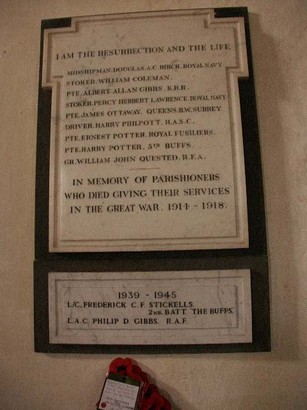 I AM THE RESURRECTION AND THE LIFE
MIDSHIPMAN, DOUGLAS. A.C. BIRCH, ROYAL NAVY
STOKER, WILLIAM COLEMAN.
PTE. ALBERT ALLAN GIBBS, K.R.R.
STOKER, PERCY HERBERT LAWRENCE, ROYAL NAVY
PTE. JAMES OTTAWAY, QUEENS, R.W. SURREY
DRIVER, HARRY PHILPOTT, R.A.S.C.
PTE. ERNEST POTTER, ROYAL FUSILIERS.
PTE. HARRY POTTER, 5TH BUFFS.
GR. WILLIAM JOHN QUESTED, R.F.A.
IN MEMORY OF PARISHIONERS
WHO DIED GIVING THEIR SERVICES
IN THE GREAT WAR. 1914-1918.
1939 - 1945
L/C. FREDERICK C. F. STICKELLS.
2ND. BATT THE BUFFS.
L.A.C. PHILIP D. GIBBS. R.A.F.